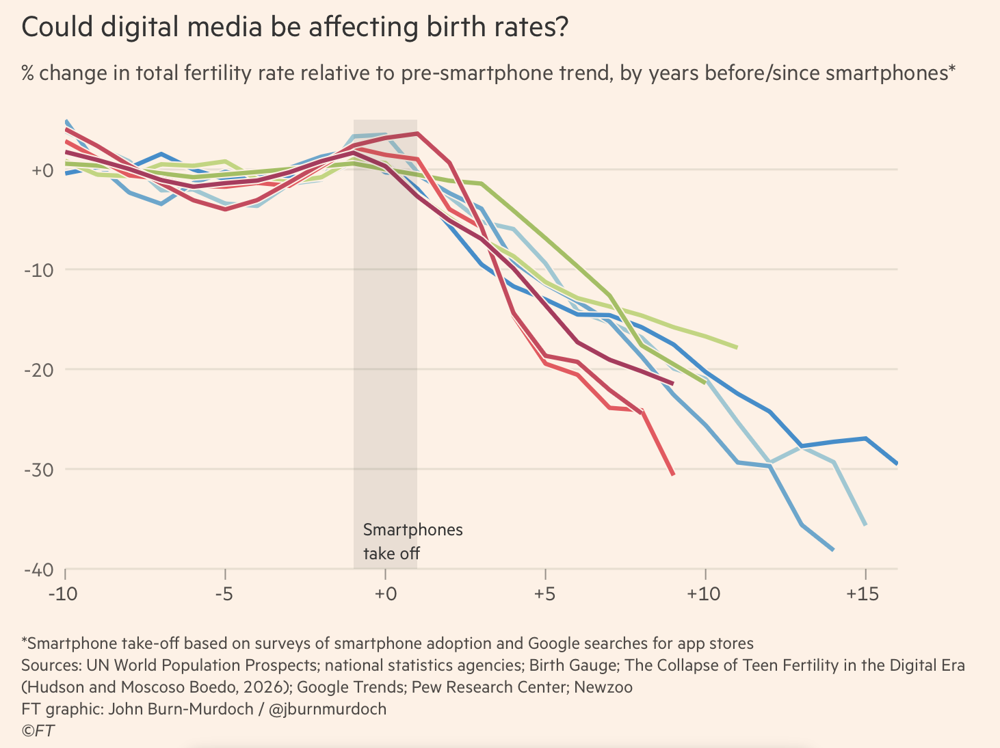 Could digital media be affecting birth rates?
% change in total fertility rate relative to pre-smartphone trend, by years before/since smartphones*
+0
-10
-20
-30
-40
Smartphones
take off
-10
-5
+0
+5
+10
+15
*Smartphone take-off based on surveys of smartphone adoption and Google searches for app stores
Sources: UN World Population Prospects; national statistics agencies; Birth Gauge; The Collapse of Teen Fertility in the Digital Era
(Hudson and Moscoso Boedo, 2026); Google Trends; Pew Research Center; Newzoo
FT graphic: John Burn-Murdoch / @jburnmurdoch
©FT